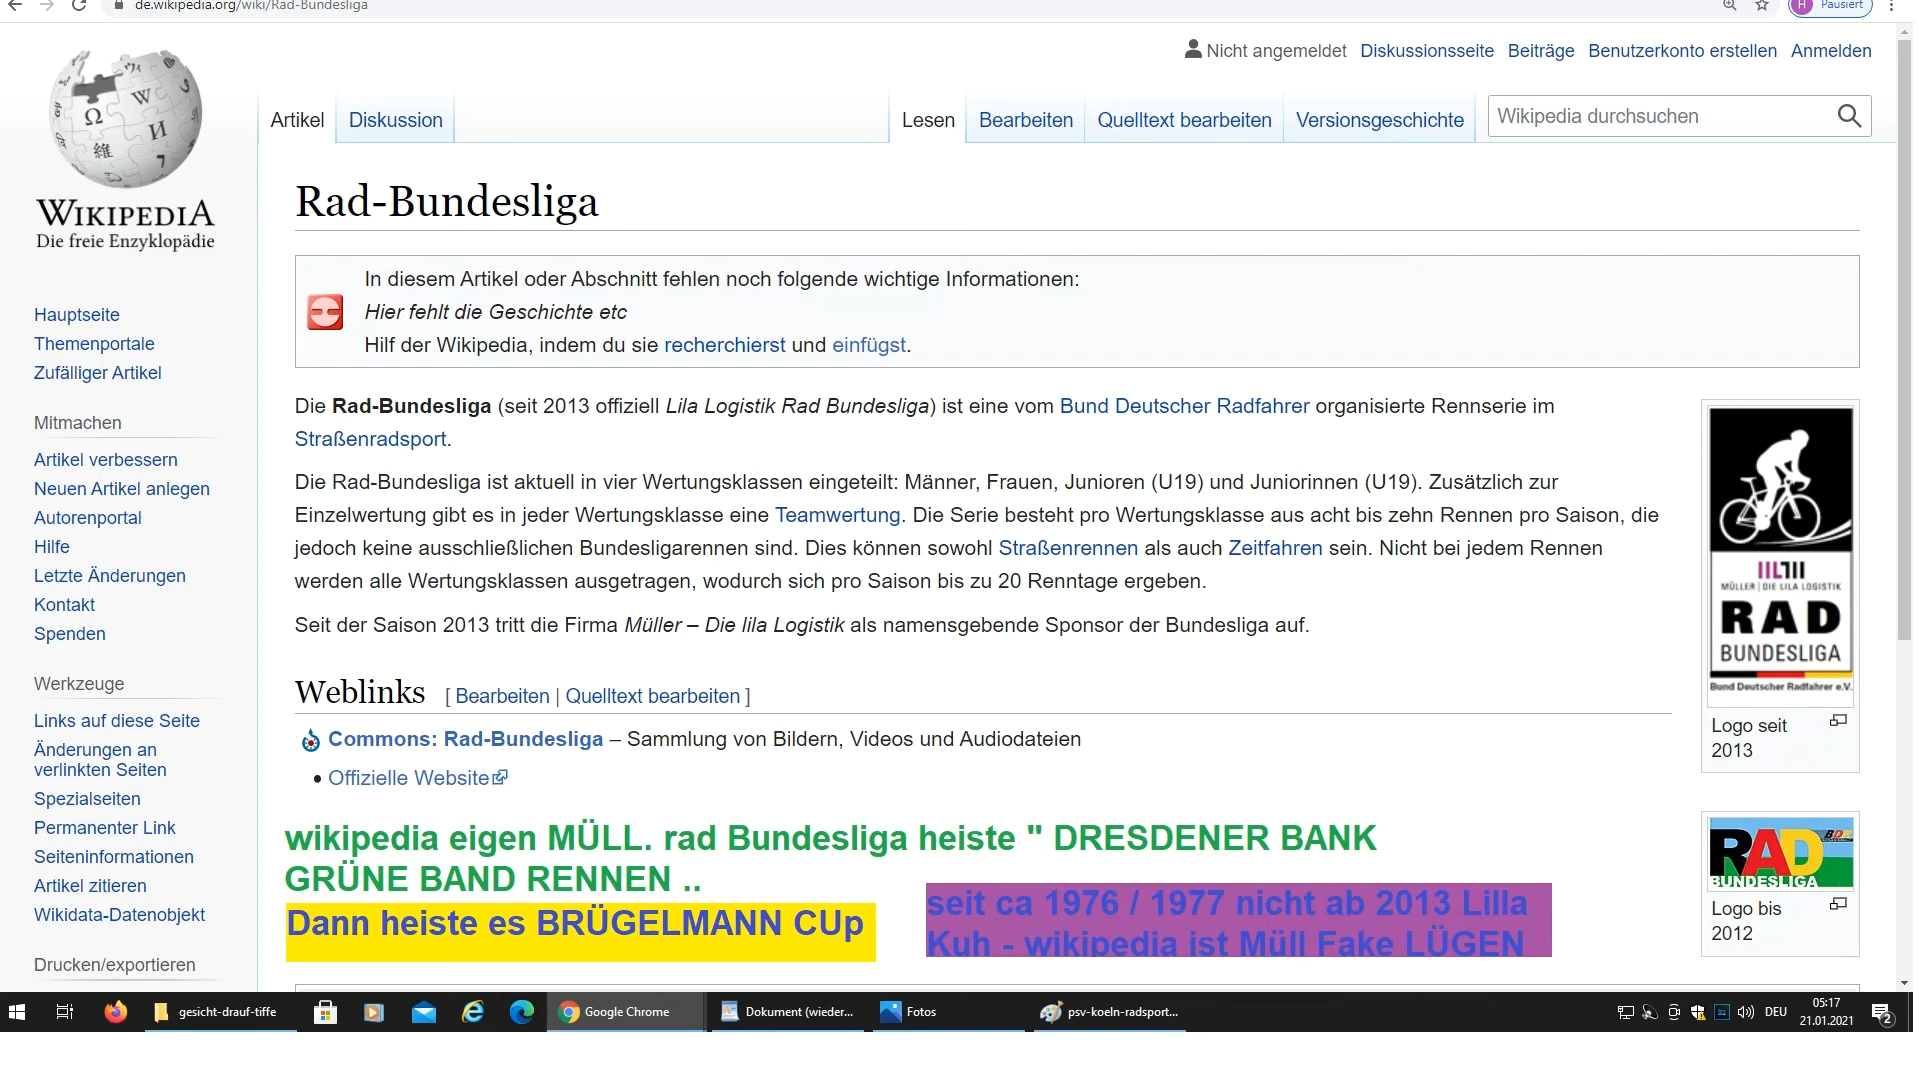 de.wikipedia.org/wiki/Rad-Bundesliga
H Pausiert
Nicht angemeldet Diskussionsseite Beiträge Benutzerkonto erstellen Anmelden
Artikel Diskussion Lesen Bearbeiten Quelltext bearbeiten Versionsgeschichte Wikipedia durchsuchen
WIKIPEDIA
Die freie Enzyklopädie
Hauptseite
Themenportale
Zufälliger Artikel
Mitmachen
Artikel verbessern
Neuen Artikel anlegen
Autorenportal
Hilfe
Letzte Änderungen
Kontakt
Spenden
Werkzeuge
Links auf diese Seite
Änderungen an
verlinkten Seiten
Spezialseiten
Permanenter Link
Seiteninformationen
Artikel zitieren
Wikidata-Datenobjekt
Drucken/exportieren
Rad-Bundesliga
In diesem Artikel oder Abschnitt fehlen noch folgende wichtige Informationen:
Hier fehlt die Geschichte etc
Hilf der Wikipedia, indem du sie recherchierst und einfügst.
Die Rad-Bundesliga (seit 2013 offiziell Lila Logistik Rad Bundesliga) ist eine vom Bund Deutscher Radfahrer organisierte Rennserie im
Straßenradsport.
Die Rad-Bundesliga ist aktuell in vier Wertungsklassen eingeteilt: Männer, Frauen, Junioren (U19) und Juniorinnen (U19). Zusätzlich zur
Einzelwertung gibt es in jeder Wertungsklasse eine Teamwertung. Die Serie besteht pro Wertungsklasse aus acht bis zehn Rennen pro Saison, die
jedoch keine ausschließlichen Bundesligarennen sind. Dies können sowohl Straßenrennen als auch Zeitfahren sein. Nicht bei jedem Rennen
werden alle Wertungsklassen ausgetragen, wodurch sich pro Saison bis zu 20 Renntage ergeben.
Seit der Saison 2013 tritt die Firma Müller – Die lila Logistik als namensgebende Sponsor der Bundesliga auf.
Weblinks [ Bearbeiten | Quelltext bearbeiten ]
Commons: Rad-Bundesliga – Sammlung von Bildern, Videos und Audiodateien
• Offizielle Website
MÜLLER | DIE LILA LOGISTIK
RAD
BUNDESLIGA
Bund Deutscher Radfahrer e.V.
Logo seit
2013
RAD
BDR
BUNDESLIGA
Logo bis
2012
wikipedia eigen MÜLL. rad Bundesliga heiste " DRESDENER BANK
GRÜNE BAND RENNEN ..
Dann heiste es BRÜGELMANN CUp
seit ca 1976 / 1977 nicht ab 2013 Lilla
Kuh - wikipedia ist Müll Fake LÜGEN
gesicht-drauf-tiffe Google Chrome Dokument (wieder... Fotos psv-koeln-radsport... DEU 05:17
21.01.2021
2